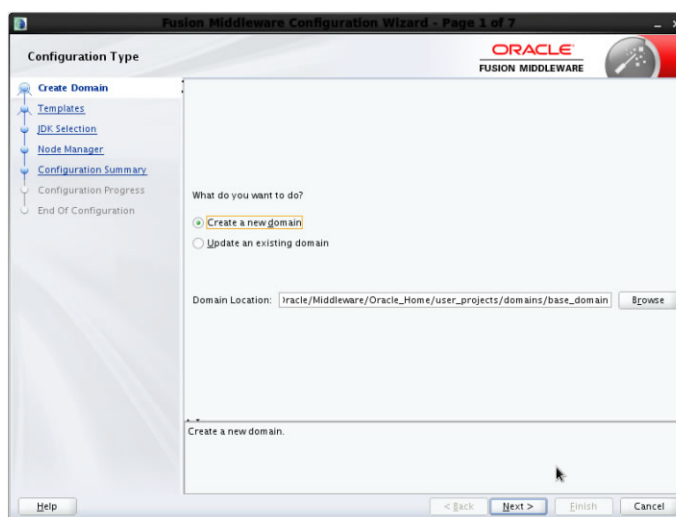 Fusion Middleware Configuration Wizard - Page 1 of 7
Configuration Type
ORACLE
FUSION MIDDLEWARE
Create Domain
Templates
JDK Selection
Node Manager
Configuration Summary
Configuration Progress
End Of Configuration
What do you want to do?
Create a new domain
Update an existing domain
Domain Location: racle/Middleware/Oracle_Home/user_projects/domains/base_domain Browse
Create a new domain.
Help < Back Next > Finish Cancel